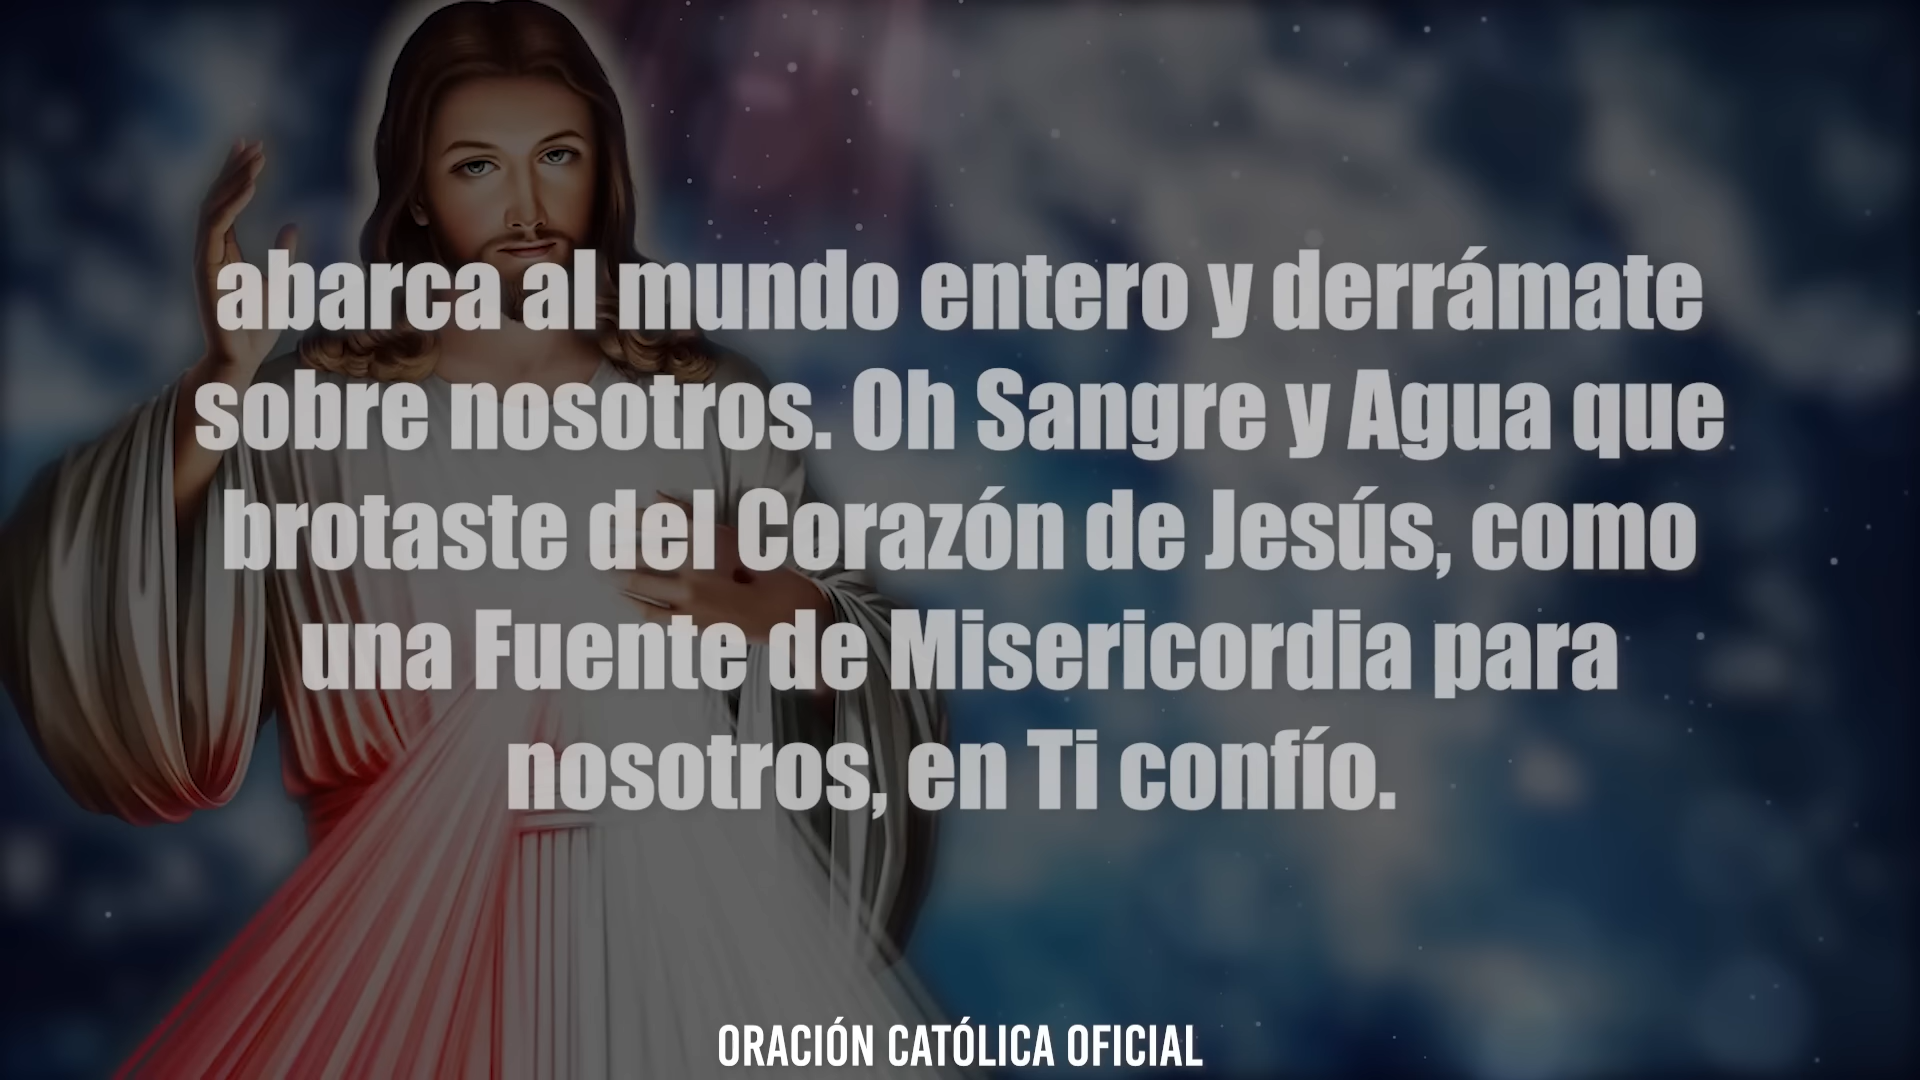 abarca al mundo entero y derrámate
sobre nosotros. Oh Sangre y Agua que
brotaste del Corazón de Jesús, como
una Fuente de Misericordia para
nosotros, en Ti confío.
ORACIÓN CATÓLICA OFICIAL